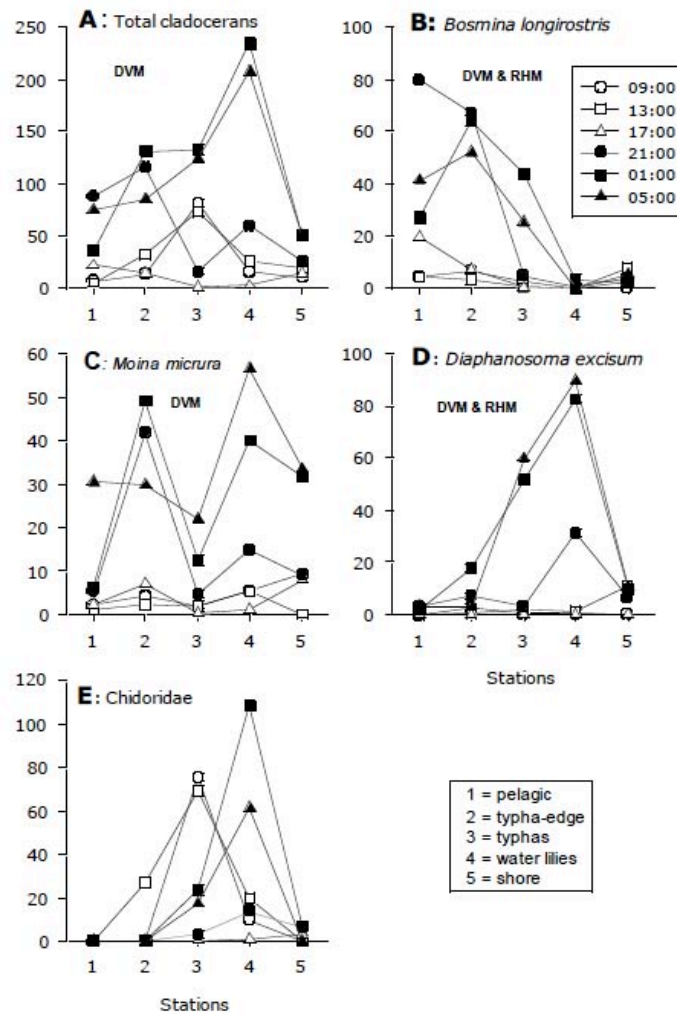 A: Total cladocerans
DVM
250
200
150
100
50
0
1 2 3 4 5
B: Bosmina longirostris
DVM & RHM
100
80
60
40
20
0
1 2 3 4 5
09:00
13:00
17:00
21:00
01:00
05:00
C: Moina micrura
DVM
60
50
40
30
20
10
0
1 2 3 4 5
D: Diaphanosoma excisum
DVM & RHM
100
80
60
40
20
0
1 2 3 4 5
Stations
E: Chidoridae
120
100
80
60
40
20
0
1 2 3 4 5
Stations
1 = pelagic
2 = typha-edge
3 = typhas
4 = water lilies
5 = shore